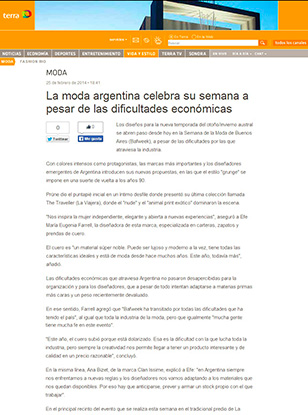 terra
NOTICIAS ECONOMÍA DEPORTES ENTRETENIMIENTO VIDA Y ESTILO TERRA TV SONORA
MODA FASHION RIO
MODA
25 de febrero de 2014 • 18:41
La moda argentina celebra su semana a
pesar de las dificultades económicas
Los diseños para la nueva temporada del otoño/invierno austral
se abren paso desde hoy en la Semana de la Moda de Buenos
Aires (Bafweek), a pesar de las dificultades por las que
atraviesa la industria.
0
Twittear
Con colores intensos como protagonistas, las marcas más importantes y los diseñadores
emergentes de Argentina introducen sus nuevas propuestas, en las que el estilo "grunge" se
impone en una suerte de vuelta a los años 90.
Prüne dio el puntapié inicial en un íntimo desfile donde presentó su última colección llamada
The Traveller (La Viajera), donde el "nude" y el "animal print exótico" dominaron la escena.
"Nos inspira la mujer independiente, elegante y abierta a nuevas experiencias", aseguró a Efe
María Eugenia Farrell, la diseñadora de esta marca, especializada en carteras, zapatos y
prendas de cuero.
El cuero es "un material súper noble. Puede ser lujoso y moderno a la vez, tiene todas las
características ideales y está de moda desde hace muchos años. Este año, todavía más",
añadió.
Las dificultades económicas que atraviesa Argentina no pasaron desapercibidas para la
organización y para los diseñadores, que a pesar de todo intentan adaptarse a materias primas
más caras y un peso recientemente devaluado.
En ese sentido, Farrell agregó que "Bafweek ha transitado por todas las dificultades que ha
tenido el país", al igual que toda la industria de la moda, pero que igualmente "mucha gente
tiene mucha fe en este evento".
"Este año, el cuero subió porque está dolarizado. Esa es la dificultad con la que lucha toda la
industria, pero siempre la creatividad nos permite llegar a tener un producto interesante y de
calidad en un precio razonable", concluyó.
En la misma línea, Ana Bizet, de la marca Clan Issime, explicó a Efe: "en Argentina siempre
nos enfrentamos a nuevas reglas y los diseñadores nos vamos adaptando a los materiales que
nos quedan disponibles. Por eso hay que anticiparse, prever y armar un stock propio con el
que trabajar".
En el principal recinto del evento que se realiza esta semana en el tradicional predio de La